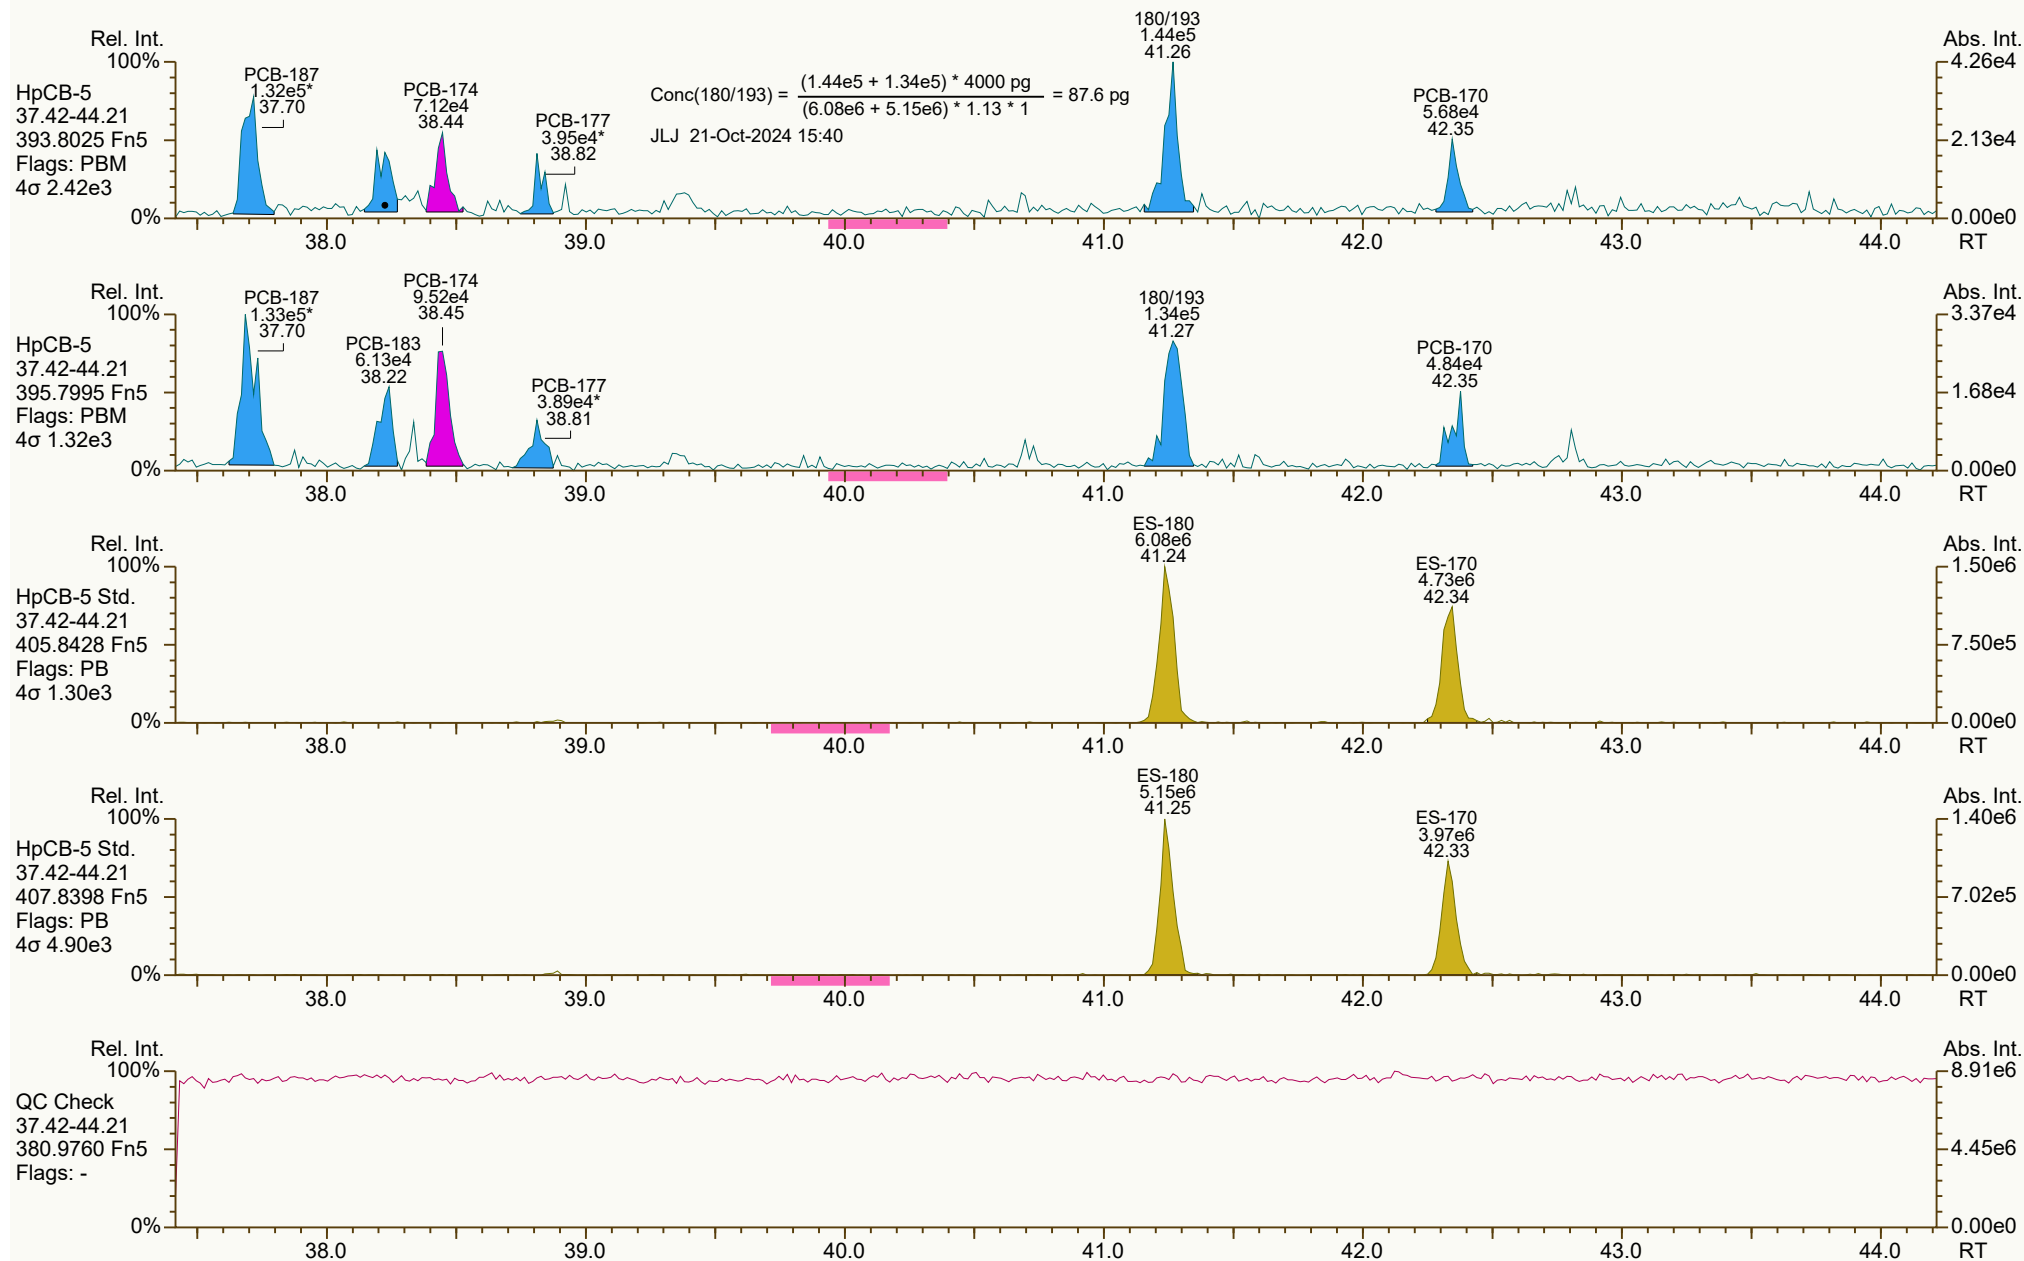 Rel. Int.
100%
0%
HpCB-5
37.42-44.21
393.8025 Fn5
Flags: PBM
4σ 2.42e3
PCB-187
1.32e5*
37.70
PCB-174
7.12e4
38.44
PCB-177
3.95e4*
38.82
Conc(180/193) = (1.44e5 + 1.34e5) * 4000 pg
(6.08e6 + 5.15e6) * 1.13 * 1
= 87.6 pg
JLJ 21-Oct-2024 15:40
180/193
1.44e5
41.26
PCB-170
5.68e4
42.35
Abs. Int.
4.26e4
2.13e4
0.00e0
38.0 39.0 40.0 41.0 42.0 43.0 44.0 RT
Rel. Int.
100%
0%
HpCB-5
37.42-44.21
395.7995 Fn5
Flags: PBM
4σ 1.32e3
PCB-187
1.33e5*
37.70
PCB-183
6.13e4
38.22
PCB-174
9.52e4
38.45
PCB-177
3.89e4*
38.81
180/193
1.34e5
41.27
PCB-170
4.84e4
42.35
Abs. Int.
3.37e4
1.68e4
0.00e0
38.0 39.0 40.0 41.0 42.0 43.0 44.0 RT
Rel. Int.
100%
0%
HpCB-5 Std.
37.42-44.21
405.8428 Fn5
Flags: PB
4σ 1.30e3
ES-180
6.08e6
41.24
ES-170
4.73e6
42.34
Abs. Int.
1.50e6
7.50e5
0.00e0
38.0 39.0 40.0 41.0 42.0 43.0 44.0 RT
Rel. Int.
100%
0%
HpCB-5 Std.
37.42-44.21
407.8398 Fn5
Flags: PB
4σ 4.90e3
ES-180
5.15e6
41.25
ES-170
3.97e6
42.33
Abs. Int.
1.40e6
7.02e5
0.00e0
38.0 39.0 40.0 41.0 42.0 43.0 44.0 RT
Rel. Int.
100%
0%
QC Check
37.42-44.21
380.9760 Fn5
Flags: -
Abs. Int.
8.91e6
4.45e6
0.00e0
38.0 39.0 40.0 41.0 42.0 43.0 44.0 RT